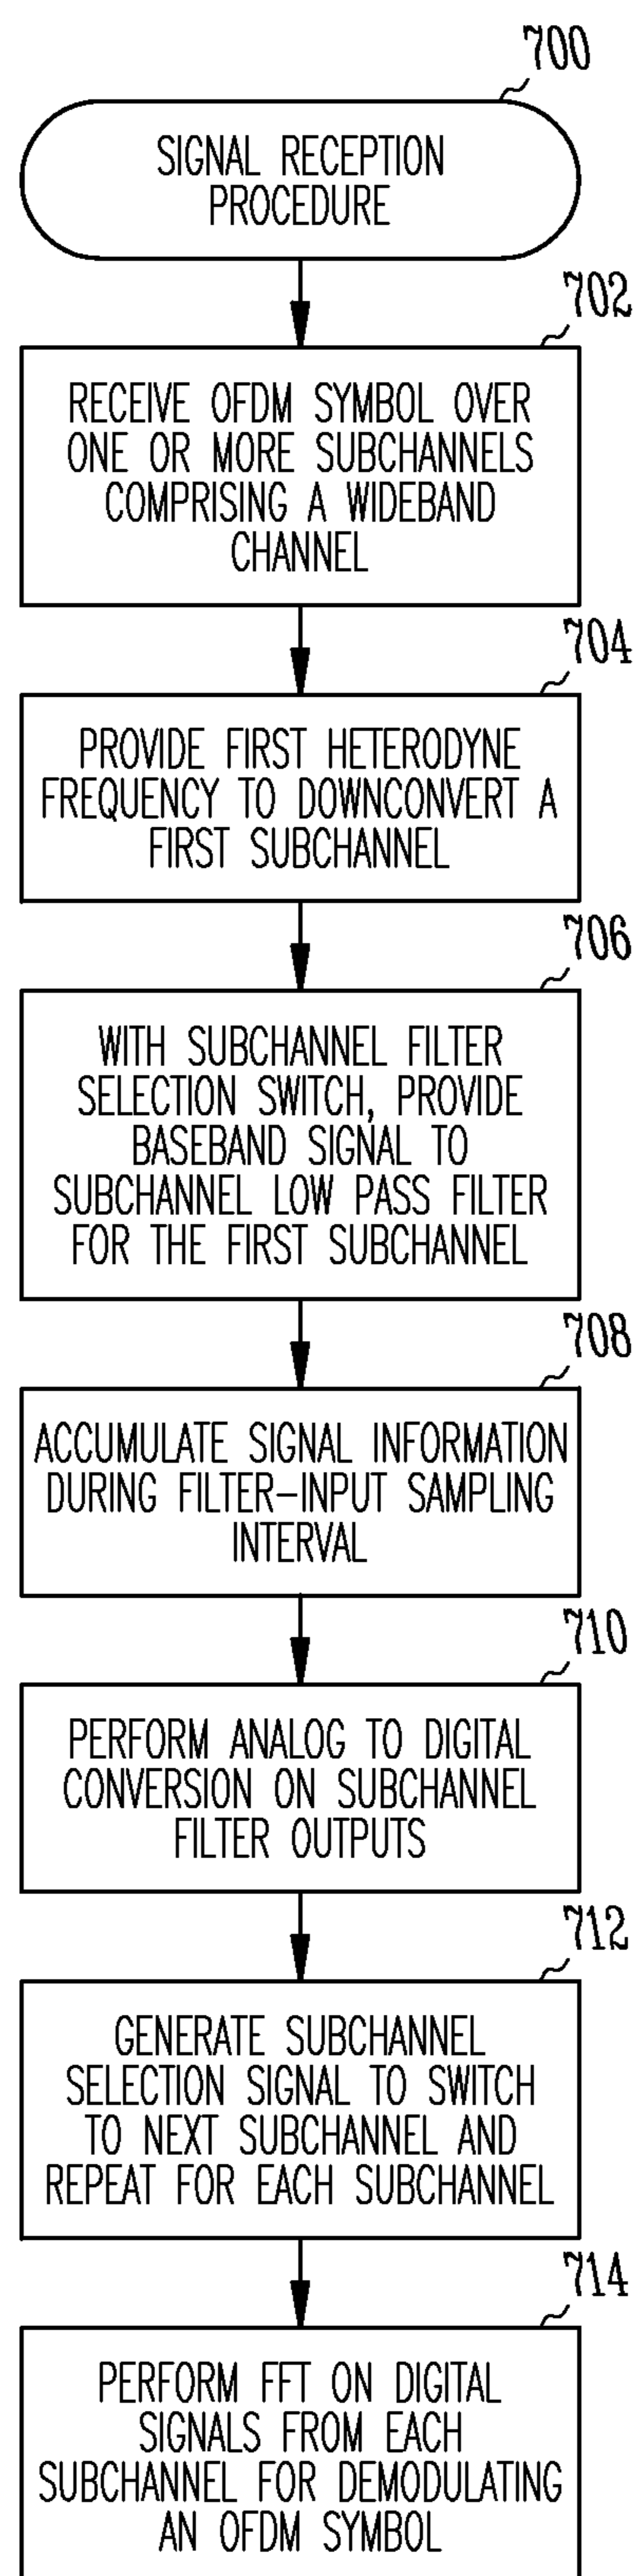 700
SIGNAL RECEPTION
PROCEDURE
702
RECEIVE OFDM SYMBOL OVER
ONE OR MORE SUBCHANNELS
COMPRISING A WIDEBAND
CHANNEL
704
PROVIDE FIRST HETERODYNE
FREQUENCY TO DOWNCONVERT A
FIRST SUBCHANNEL
706
WITH SUBCHANNEL FILTER
SELECTION SWITCH, PROVIDE
BASEBAND SIGNAL TO
SUBCHANNEL LOW PASS FILTER
FOR THE FIRST SUBCHANNEL
708
ACCUMULATE SIGNAL INFORMATION
DURING FILTER-INPUT SAMPLING
INTERVAL
710
PERFORM ANALOG TO DIGITAL
CONVERSION ON SUBCHANNEL
FILTER OUTPUTS
712
GENERATE SUBCHANNEL
SELECTION SIGNAL TO SWITCH
TO NEXT SUBCHANNEL AND
REPEAT FOR EACH SUBCHANNEL
714
PERFORM FFT ON DIGITAL
SIGNALS FROM EACH
SUBCHANNEL FOR DEMODULATING
AN OFDM SYMBOL